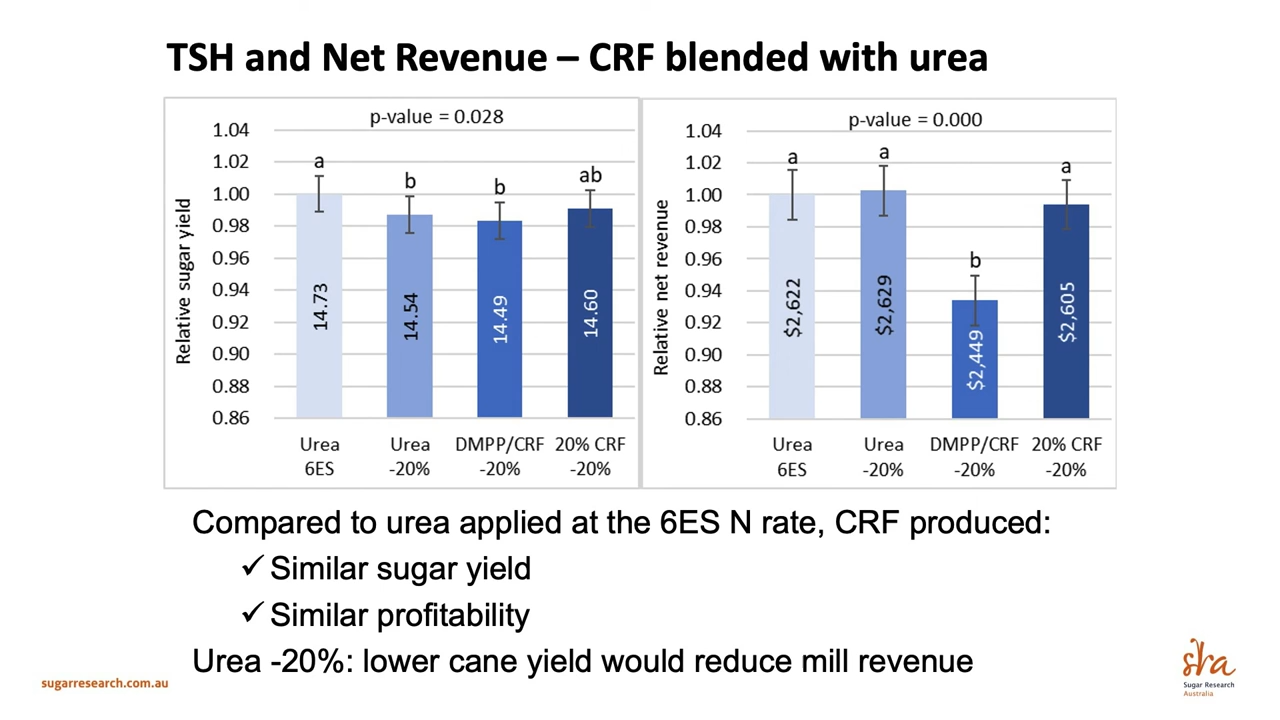 TSH and Net Revenue – CRF blended with urea
p-value = 0.028
Relative sugar yield
1.04
1.02
1.00
0.98
0.96
0.94
0.92
0.90
0.88
0.86
a
b
b
ab
14.73
14.54
14.49
14.60
Urea 6ES
Urea -20%
DMPP/CRF -20%
20% CRF -20%
p-value = 0.000
Relative net revenue
1.04
1.02
1.00
0.98
0.96
0.94
0.92
0.90
0.88
0.86
a
a
b
a
$2,622
$2,629
$2,449
$2,605
Urea 6ES
Urea -20%
DMPP/CRF -20%
20% CRF -20%
Compared to urea applied at the 6ES N rate, CRF produced:
✓ Similar sugar yield
✓ Similar profitability
Urea -20%: lower cane yield would reduce mill revenue
sugarresearch.com.au
sra
Sugar Research
Australia